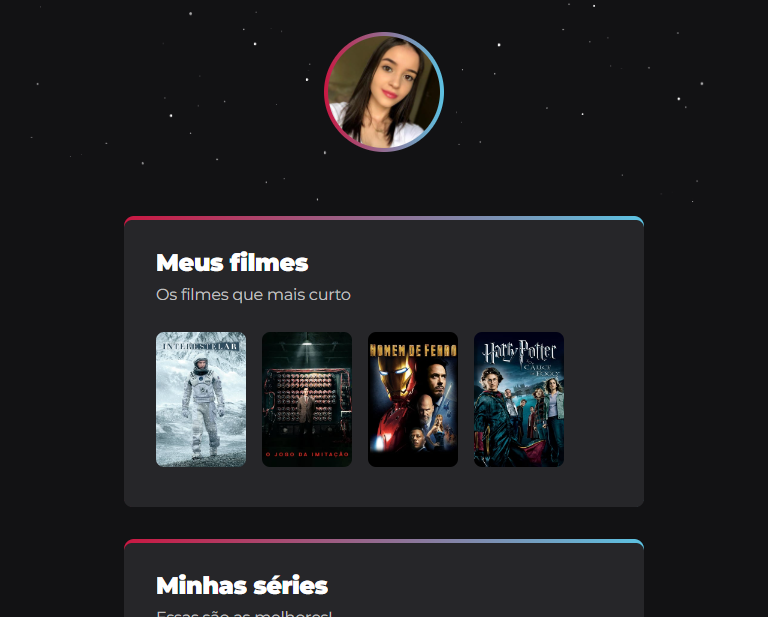 Meus filmes
Os filmes que mais curto
INTERESTELAR
O JOGO DA IMITAÇÃO
HOMEM DE FERRO
Harry Potter
CÁLICE
FOGO
Minhas séries
Essas são as melhores!